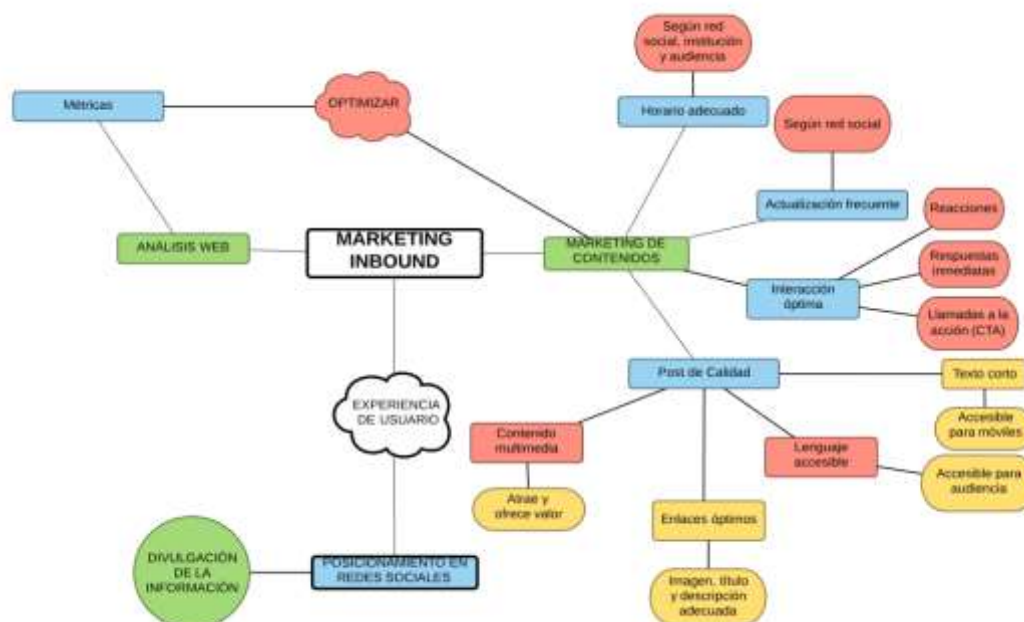 Según red
social, institución
y audiencia
Métricas
OPTIMIZAR
Horario adecuado
Según red social
Actualización frecuente
Reacciones
ANÁLISIS WEB
MARKETING
INBOUND
MARKETING DE
CONTENIDOS
Respuestas
inmediatas
Interacción
óptima
Llamadas a la
acción (CTA)
Post de Calidad
Texto corto
EXPERIENCIA
DE USUARIO
Accesible
para móviles
Contenido
multimedia
Lenguaje
accesible
Accesible para
audiencia
Atrae y
ofrece valor
Enlaces óptimos
DIVULGACIÓN
DE LA
INFORMACIÓN
POSICIONAMIENTO EN
REDES SOCIALES
Imagen, título
y descripción
adecuada